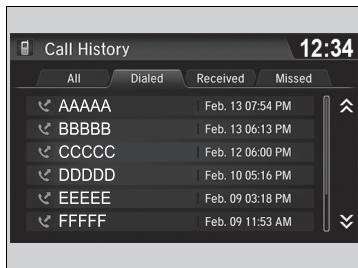 Call History 12:34
All Dialed Received Missed
AAAAA Feb. 13 07:54 PM
BBBBB Feb. 13 06:13 PM
CCCCC Feb. 12 06:00 PM
DDDDD Feb. 10 05:16 PM
EEEEE Feb. 09 03:18 PM
FFFFF Feb. 09 11:53 AM